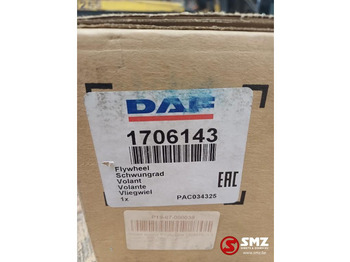 DAF
1706143
Flywheel
Schwungrad
Volant
Volante
Vliegwiel
1x
PAC034325
EAC
SMZ